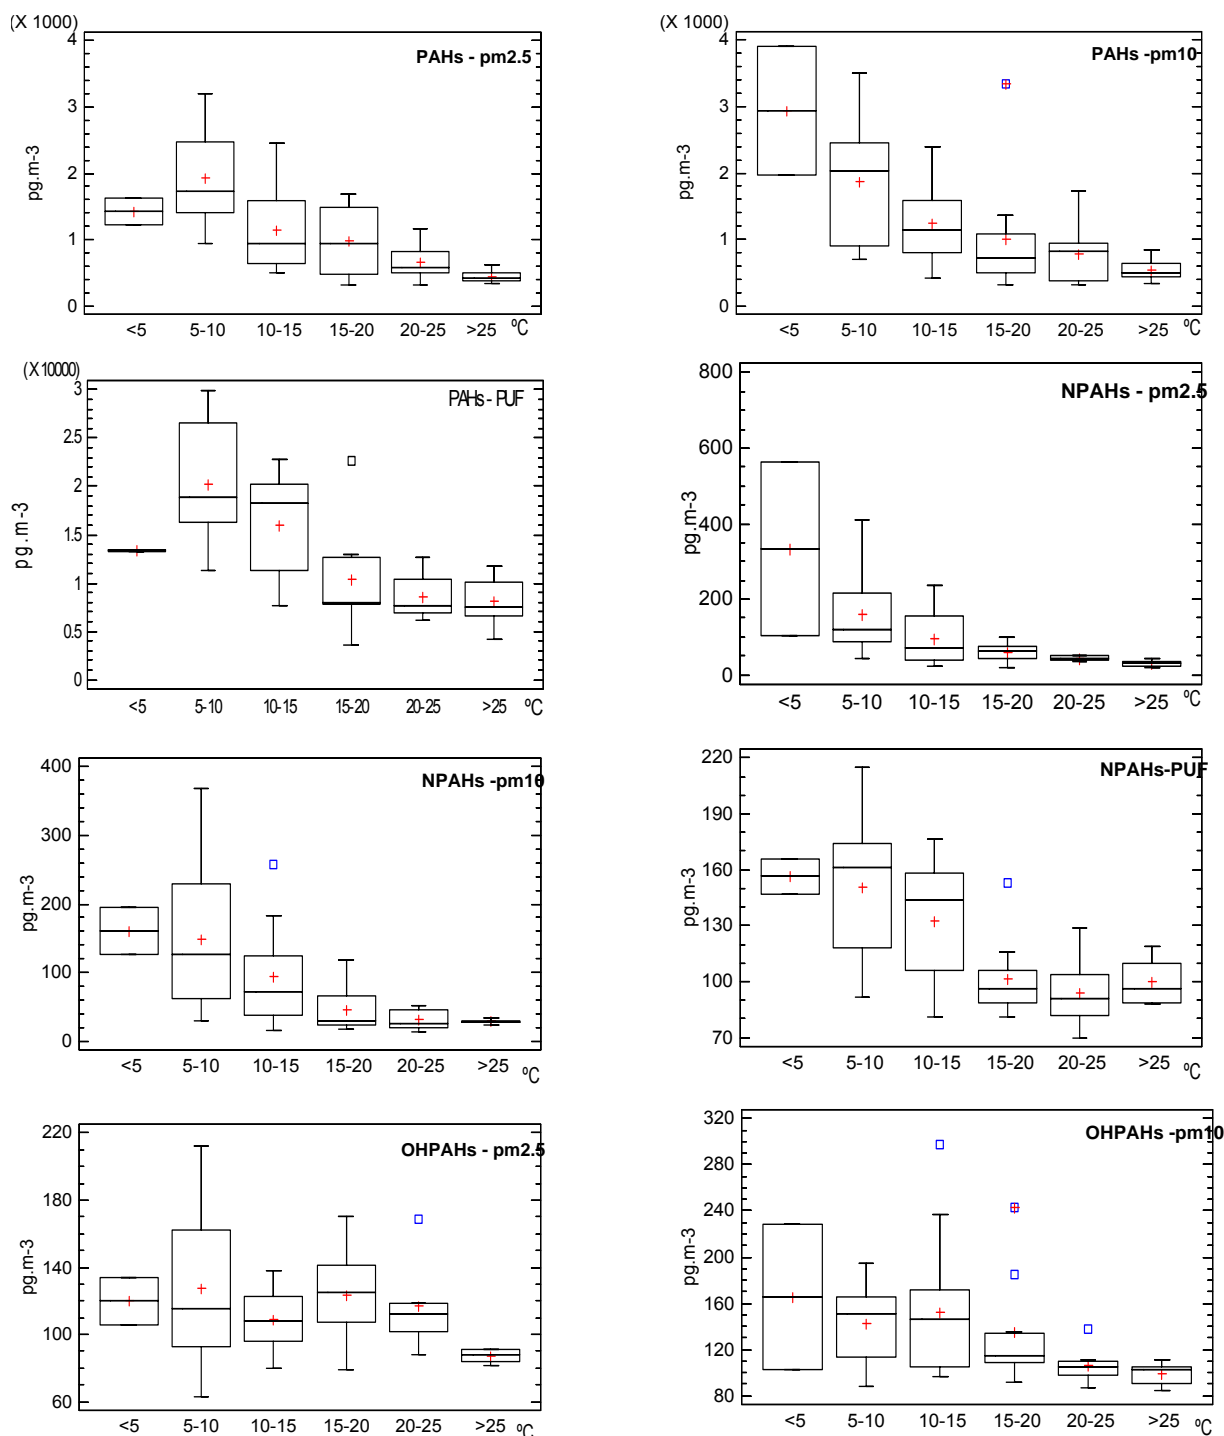 (X 1000)
PAHs - pm2.5
pg.m-3
4
3
2
1
0
<5 5-10 10-15 15-20 20-25 >25 ºC
(X 1000)
PAHs -pm10
pg.m-3
4
3
2
1
0
<5 5-10 10-15 15-20 20-25 >25 ºC
(X 10000)
PAHs - PUF
pg.m-3
3
2.5
2
1.5
1
0.5
0
<5 5-10 10-15 15-20 20-25 >25 ºC
NPAHs - pm2.5
pg.m-3
800
600
400
200
0
<5 5-10 10-15 15-20 20-25 >25 ºC
NPAHs -pm10
pg.m-3
400
300
200
100
0
<5 5-10 10-15 15-20 20-25 >25 ºC
NPAHs-PUF
pg.m-3
220
190
160
130
100
70
<5 5-10 10-15 15-20 20-25 >25 ºC
OHPAHs - pm2.5
pg.m-3
220
180
140
100
60
<5 5-10 10-15 15-20 20-25 >25 ºC
OHPAHs -pm10
pg.m-3
320
280
240
200
160
120
80
<5 5-10 10-15 15-20 20-25 >25 ºC